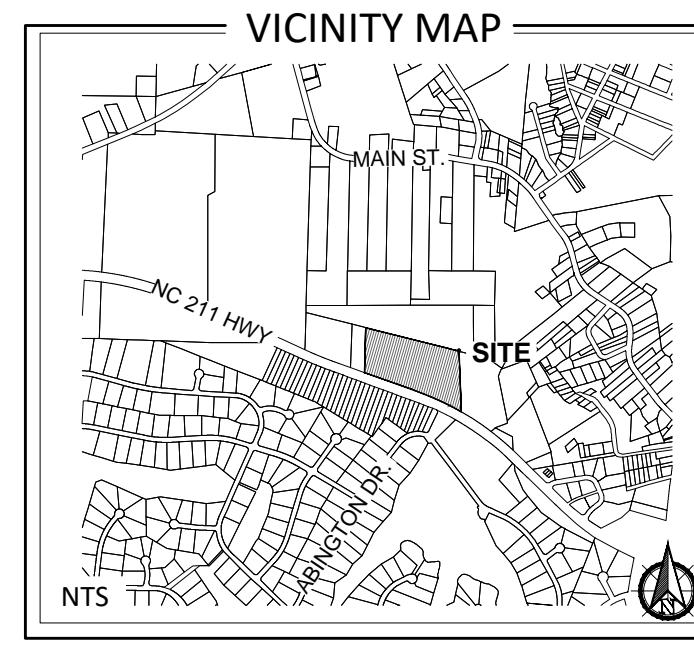 VICINITY MAP
MAIN ST.
NC 211 HWY
SITE
ABINGTON DR.
NTS
N